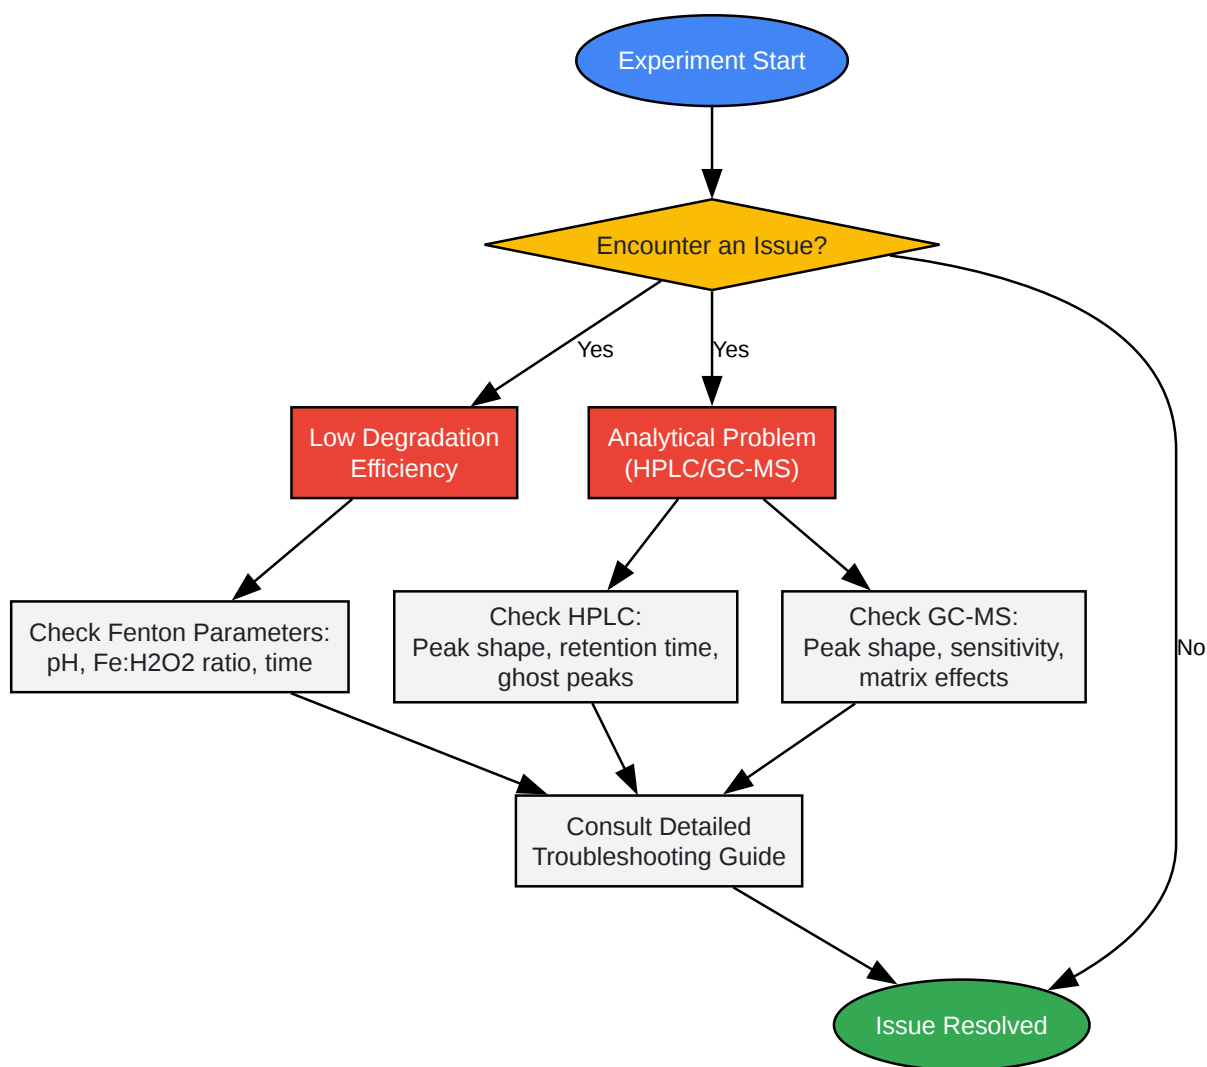 Experiment Start
Encounter an Issue?
Yes
Yes
Low Degradation
Efficiency
Analytical Problem
(HPLC/GC-MS)
Check Fenton Parameters:
pH, Fe:H2O2 ratio, time
Check HPLC:
Peak shape, retention time,
ghost peaks
Check GC-MS:
Peak shape, sensitivity,
matrix effects
No
Consult Detailed
Troubleshooting Guide
Issue Resolved